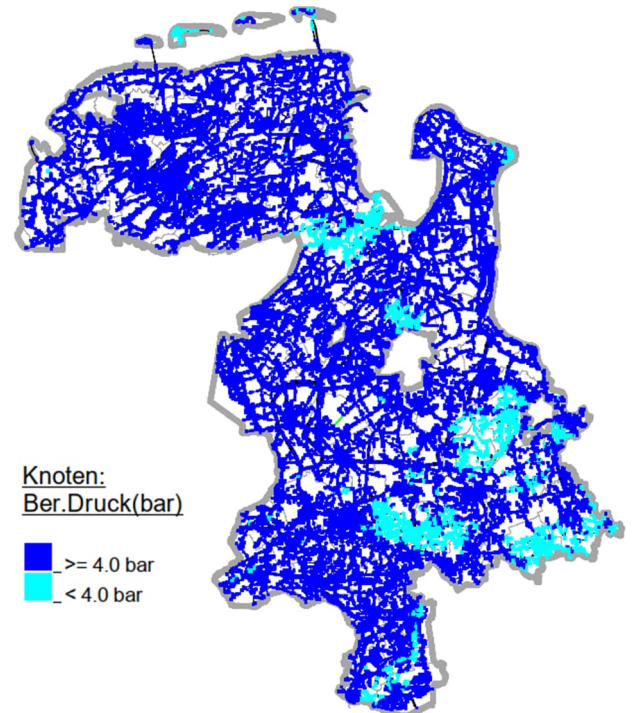 Knoten:
Ber.Druck(bar)
_ >= 4.0 bar
_ < 4.0 bar